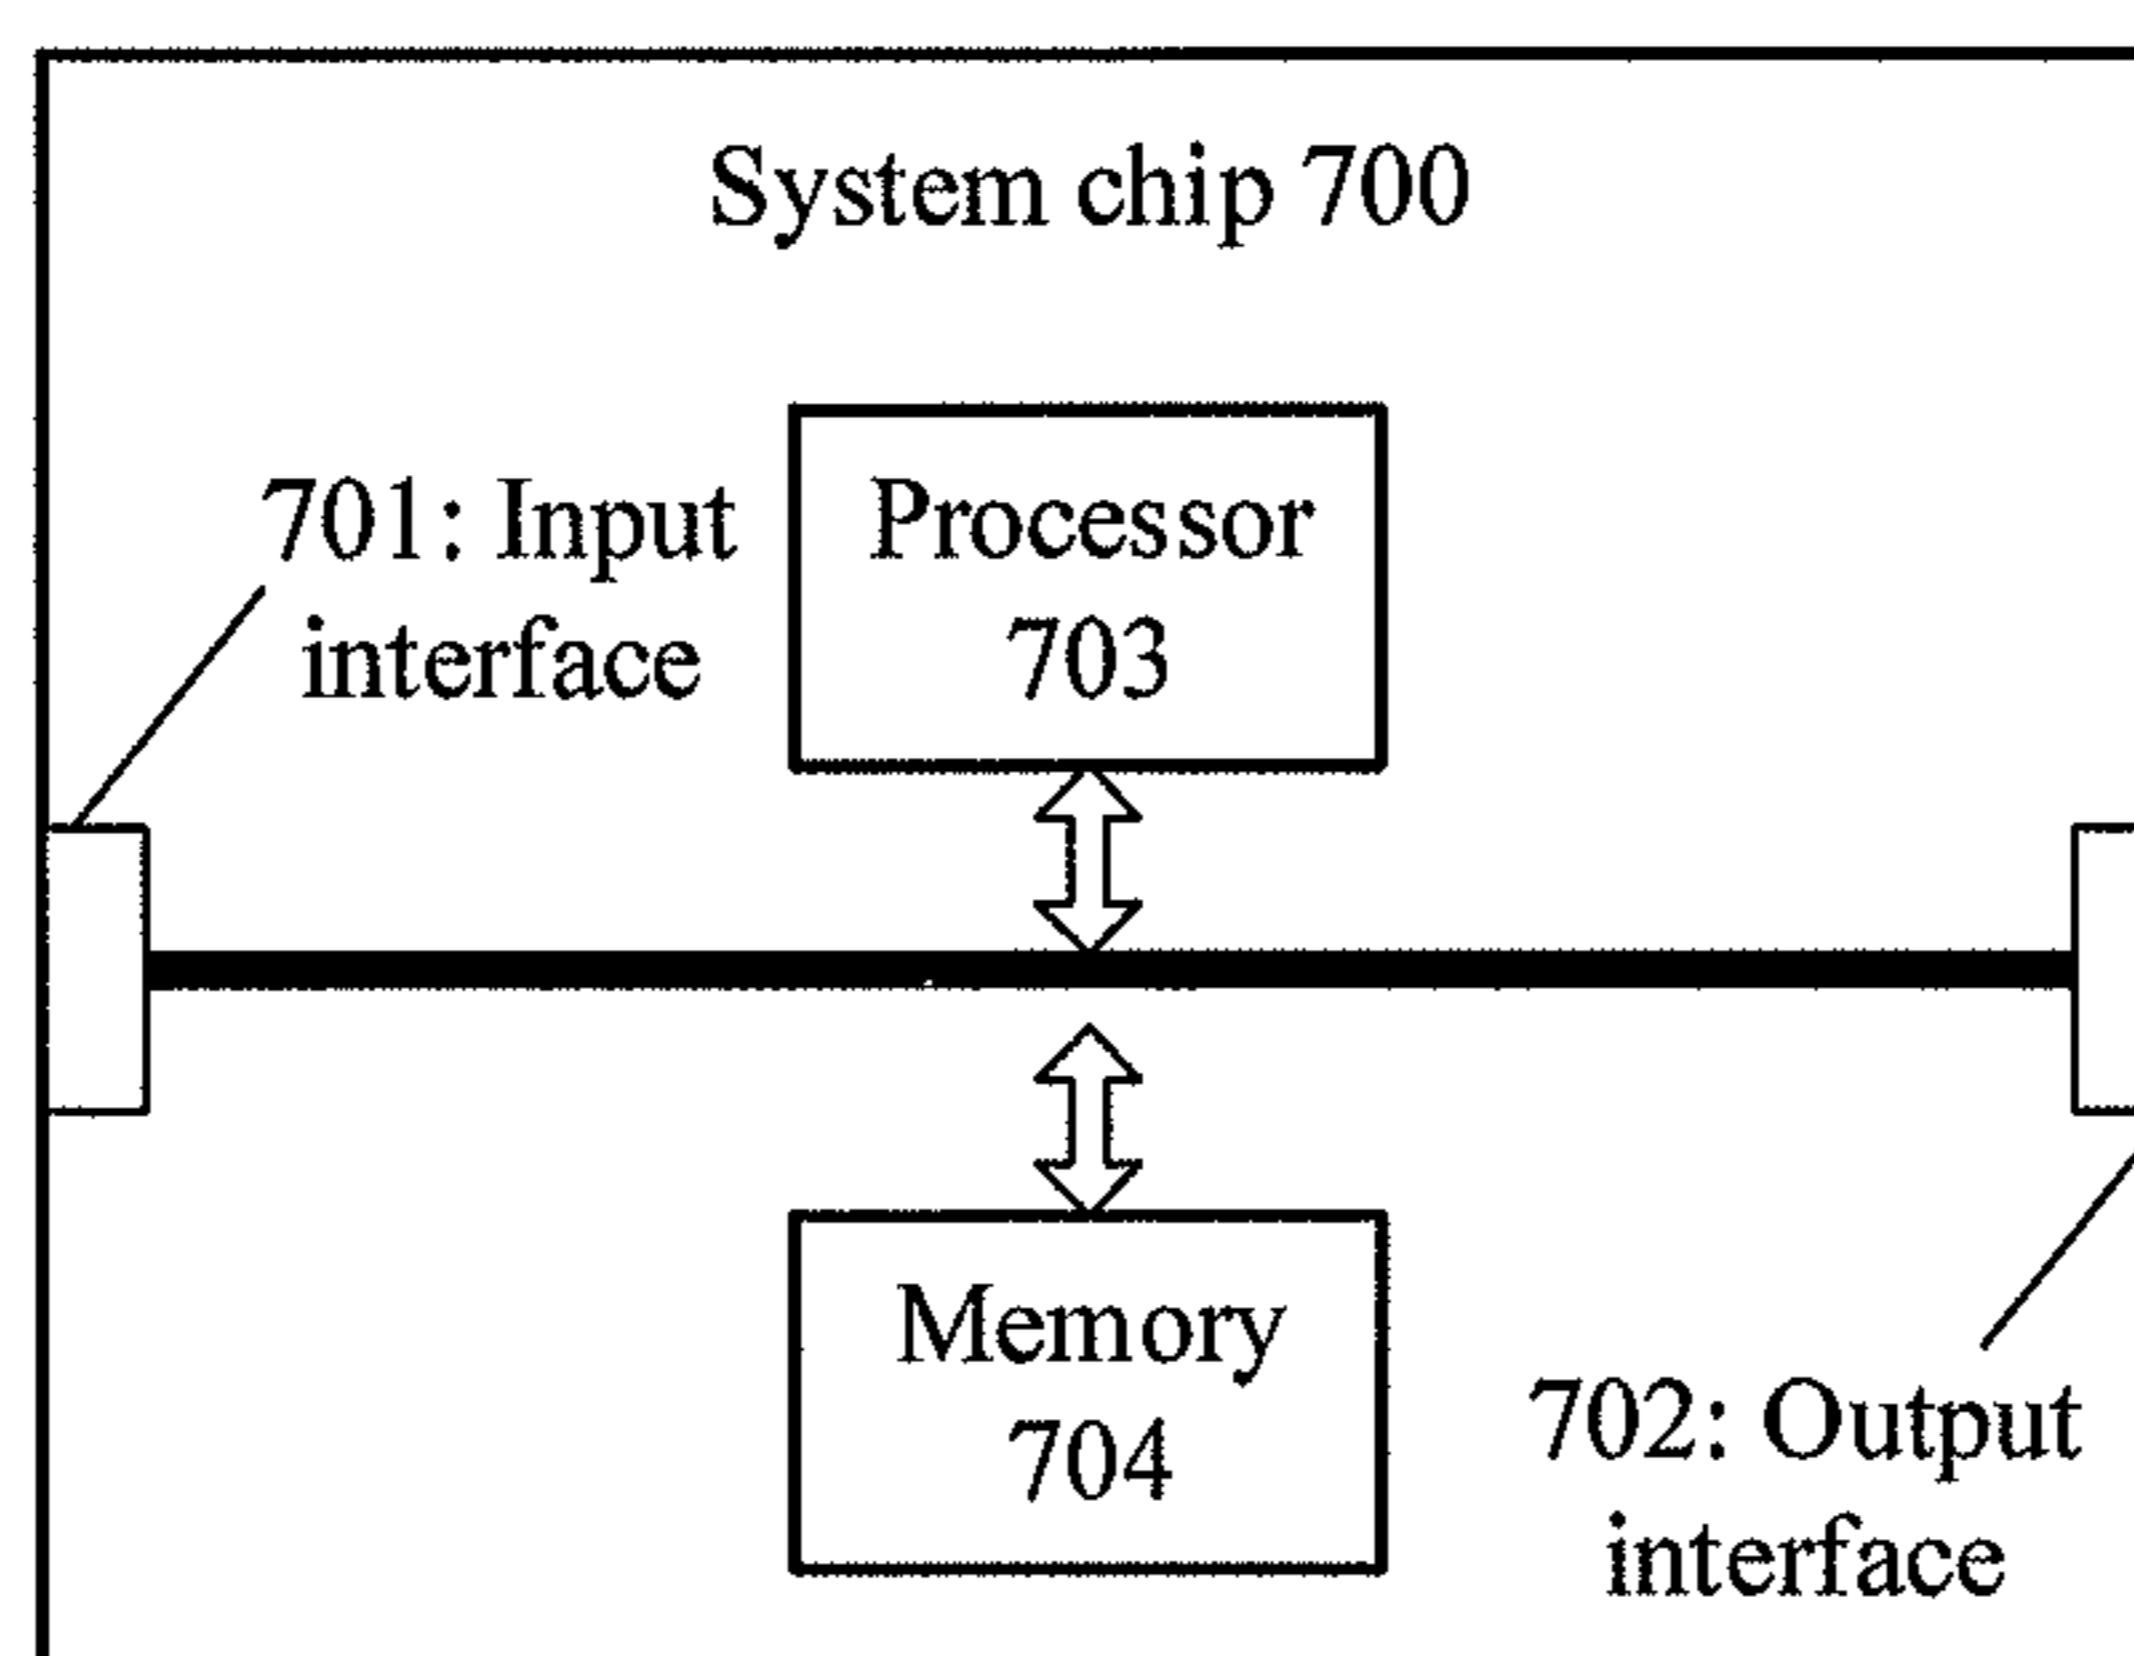 System chip 700
701: Input
interface
Processor
703
Memory
704
702: Output
interface